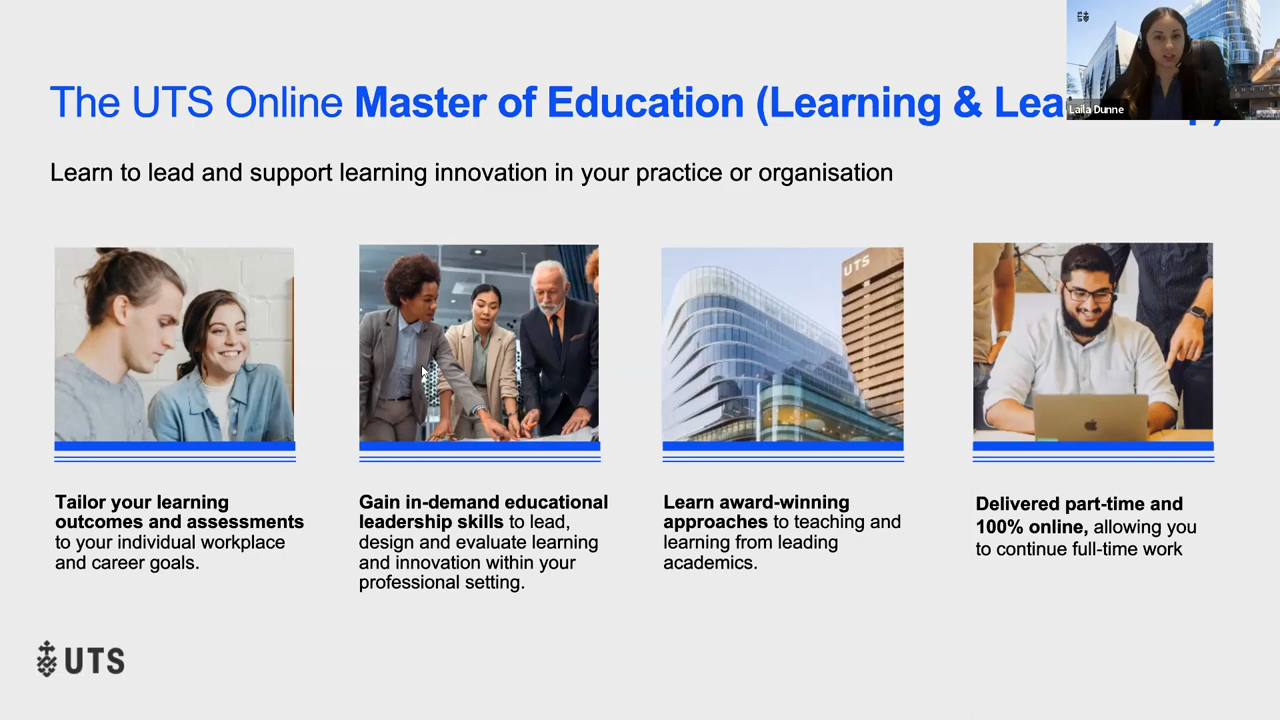 UTS
Laila Dunne
The UTS Online Master of Education (Learning & Lea p)
Learn to lead and support learning innovation in your practice or organisation
UTS
Tailor your learning
outcomes and assessments
to your individual workplace
and career goals.
Gain in-demand educational
leadership skills to lead,
design and evaluate learning
and innovation within your
professional setting.
Learn award-winning
approaches to teaching and
learning from leading
academics.
Delivered part-time and
100% online, allowing you
to continue full-time work
UTS